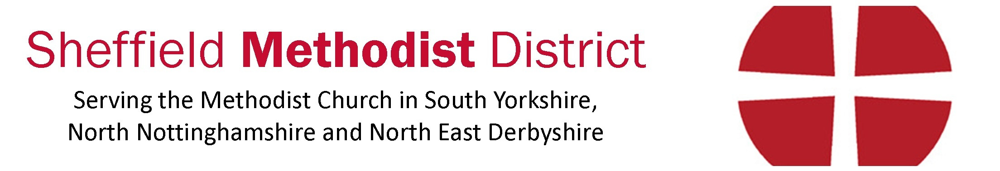 Sheffield Methodist District
Serving the Methodist Church in South Yorkshire,
North Nottinghamshire and North East Derbyshire